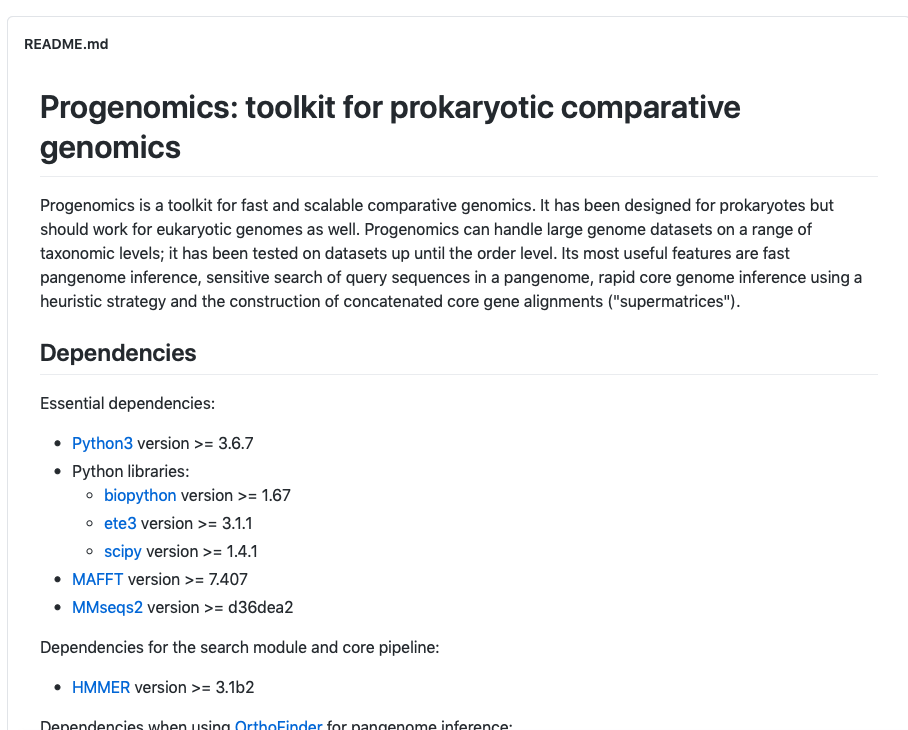 README.md
Progenomics: toolkit for prokaryotic comparative
genomics
Progenomics is a toolkit for fast and scalable comparative genomics. It has been designed for prokaryotes but
should work for eukaryotic genomes as well. Progenomics can handle large genome datasets on a range of
taxonomic levels; it has been tested on datasets up until the order level. Its most useful features are fast
pangenome inference, sensitive search of query sequences in a pangenome, rapid core genome inference using a
heuristic strategy and the construction of concatenated core gene alignments ("supermatrices").
Dependencies
Essential dependencies:
• Python3 version >= 3.6.7
• Python libraries:
◦ biopython version >= 1.67
◦ ete3 version >= 3.1.1
◦ scipy version >= 1.4.1
• MAFFT version >= 7.407
• MMseqs2 version >= d36dea2
Dependencies for the search module and core pipeline:
• HMMER version >= 3.1b2
Dependencies when using OrthoFinder for pangenome inference: